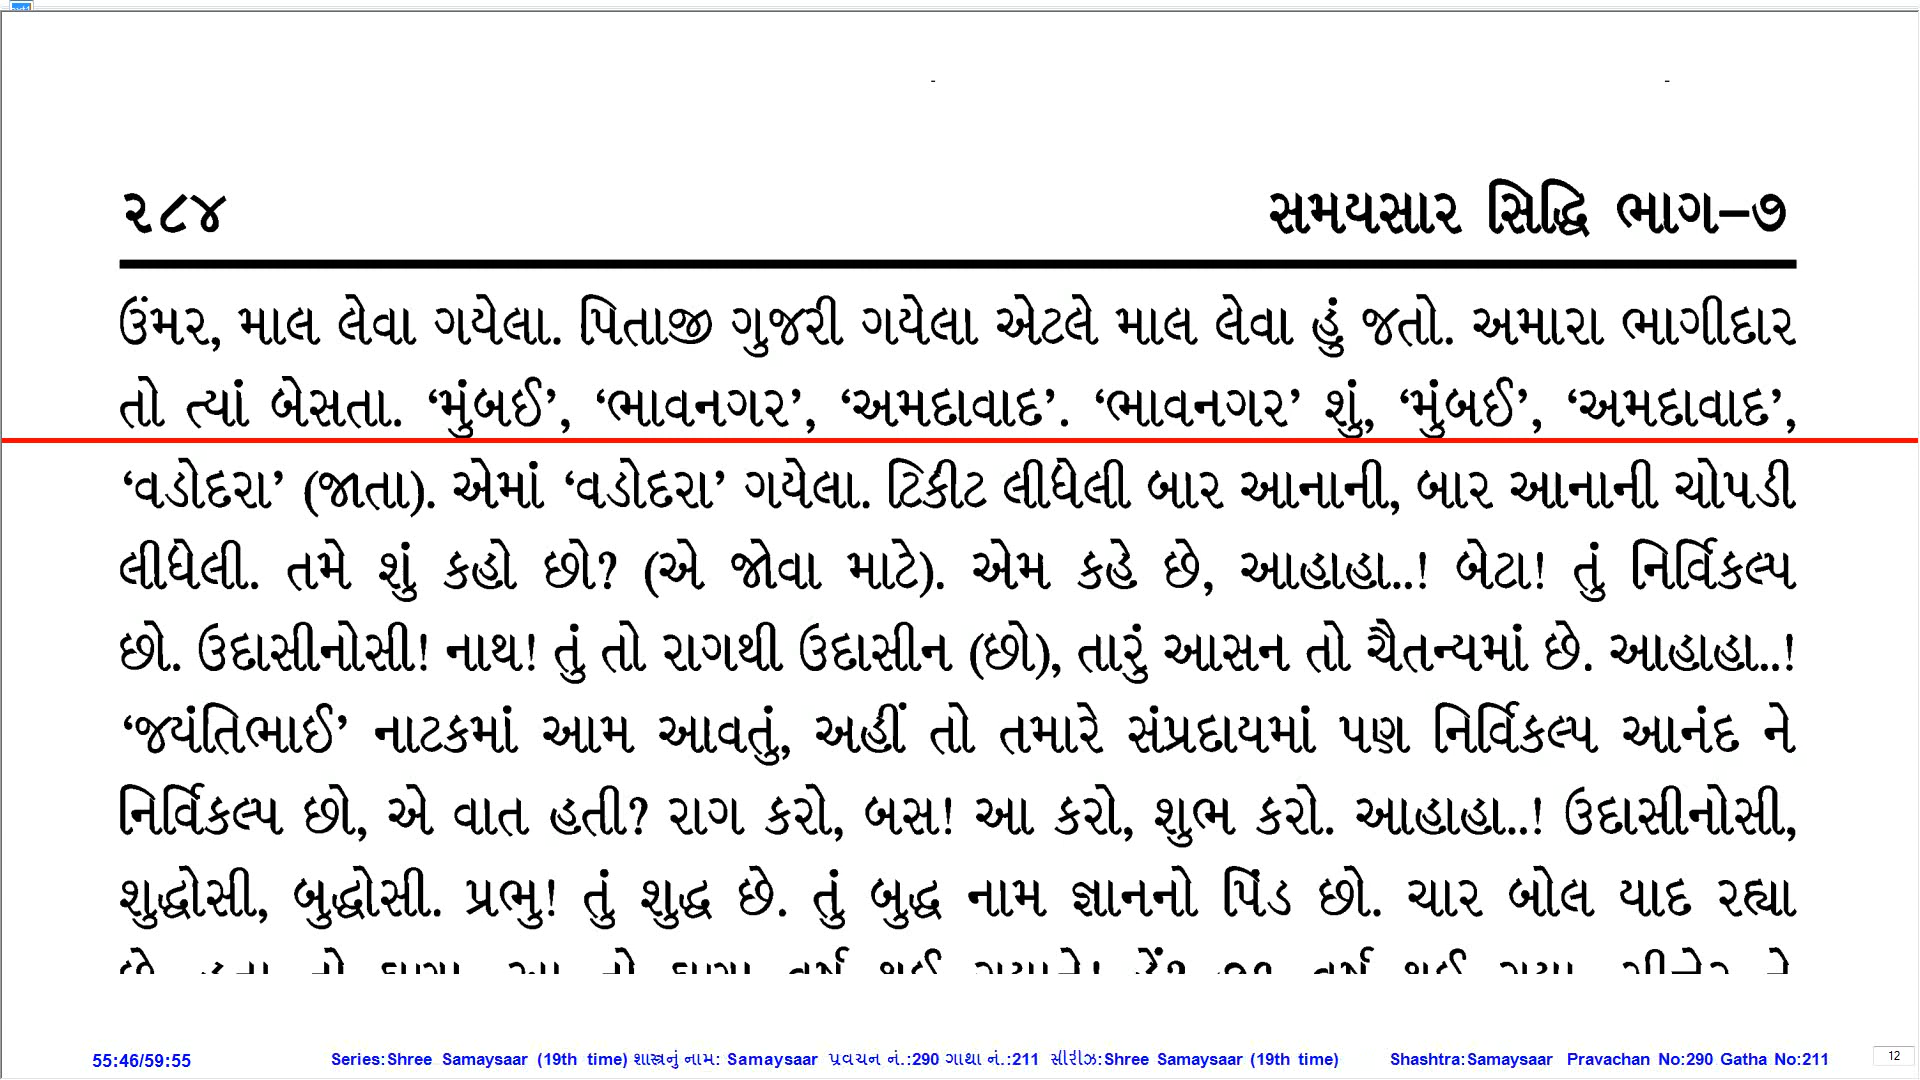 ૨૮૪ સમયસાર સિદ્ધિ ભાગ–૭
ઉંમર, માલ લેવા ગયેલા. પિતાજી ગુજરી ગયેલા એટલે માલ લેવા હું જતો. અમારા ભાગીદાર
તો ત્યાં બેસતા. ‘મુંબઈ’, ‘ભાવનગર’, ‘અમદાવાદ’. ‘ભાવનગર’ શું, ‘મુંબઈ’, ‘અમદાવાદ’,
‘વડોદરા’ (જાતા). એમાં ‘વડોદરા’ ગયેલા. ટિકીટ લીધેલી બાર આનાની, બાર આનાની ચોપડી
લીધેલી. તમે શું કહો છો? (એ જોવા માટે). એમ કહે છે, આહાહા..! બેટા! તું નિર્વિકલ્પ
છો. ઉદાસીનોસી! નાથ! તું તો રાગથી ઉદાસીન (છો), તારું આસન તો ચૈતન્યમાં છે. આહાહા..!
‘જયંતિભાઈ’ નાટકમાં આમ આવતું, અહીં તો તમારે સંપ્રદાયમાં પણ નિર્વિકલ્પ આનંદ ને
નિર્વિકલ્પ છો, એ વાત હતી? રાગ કરો, બસ! આ કરો, શુભ કરો. આહાહા..! ઉદાસીનોસી,
શુદ્ધોસી, બુદ્ધોસી. પ્રભુ! તું શુદ્ધ છે. તું બુદ્ધ નામ જ્ઞાનનો પિંડ છો. ચાર બોલ યાદ રહ્યા
55:46/59:55 Series:Shree Samaysaar (19th time) શાસ્ત્રનું નામ: Samaysaar પ્રવચન નં.:290 ગાથા નં.:211 સીરીઝ:Shree Samaysaar (19th time) Shashtra:Samaysaar Pravachan No:290 Gatha No:211 12